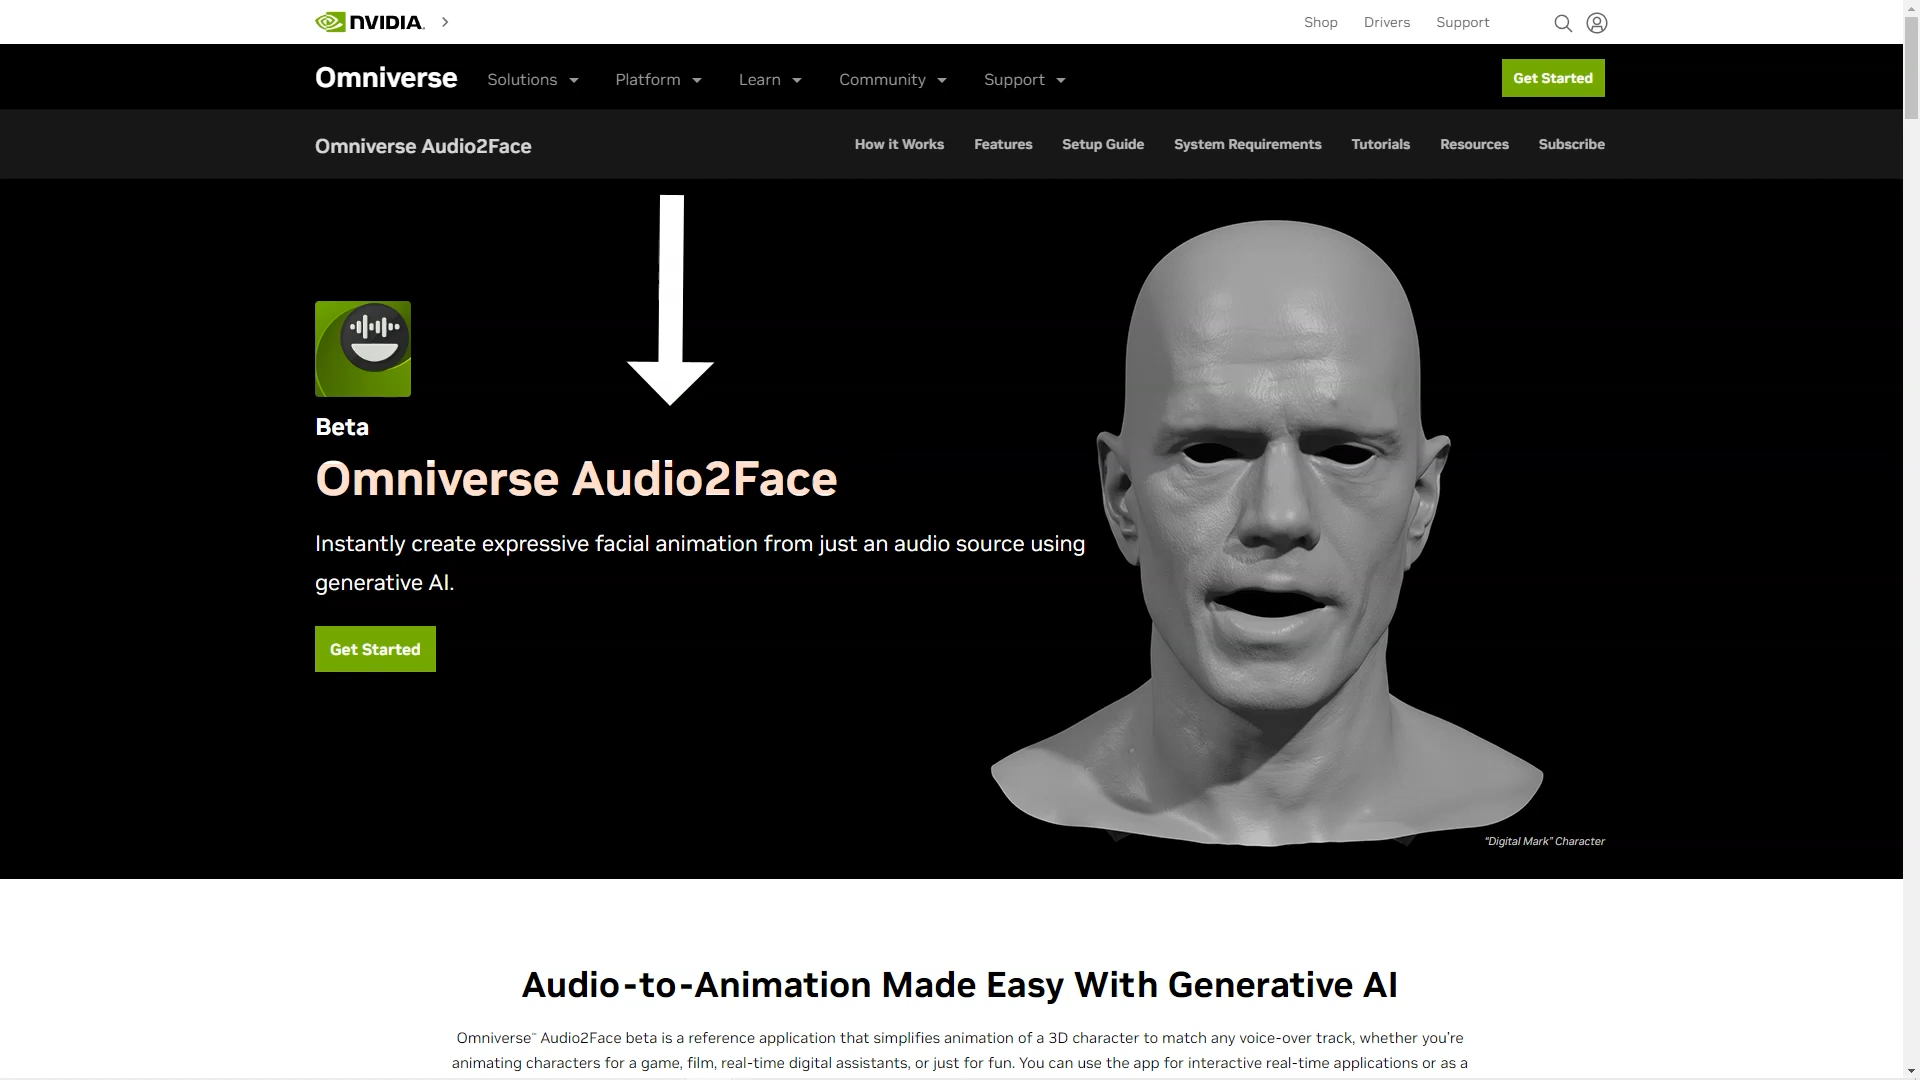 NVIDIA.
Shop Drivers Support
Omniverse Solutions Platform Learn Community Support Get Started
Omniverse Audio2Face How it Works Features Setup Guide System Requirements Tutorials Resources Subscribe
Beta
Omniverse Audio2Face
Instantly create expressive facial animation from just an audio source using
generative AI.
Get Started
"Digital Mark" Character
Audio-to-Animation Made Easy With Generative AI
Omniverse™ Audio2Face beta is a reference application that simplifies animation of a 3D character to match any voice-over track, whether you're
animating characters for a game, film, real-time digital assistants, or just for fun. You can use the app for interactive real-time applications or as a